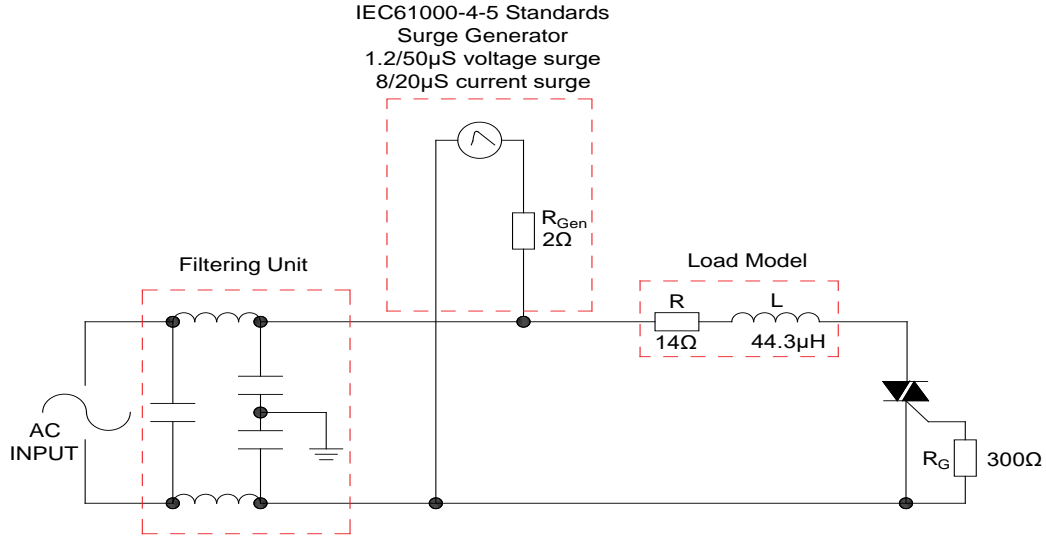 IEC61000-4-5 Standards
Surge Generator
1.2/50µS voltage surge
8/20µS current surge
RGen
2Ω
Filtering Unit
Load Model
R
L
14Ω
44.3µH
AC
INPUT
RG
300Ω